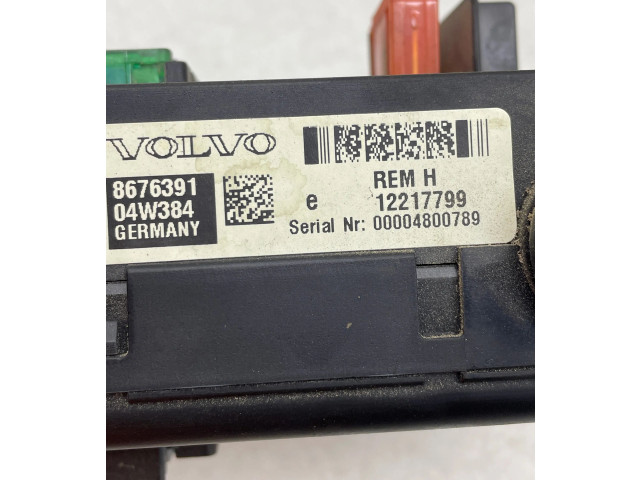 VOLVO
8676391
04W384
GERMANY
REM H
e 12217799
Serial Nr: 00004800789